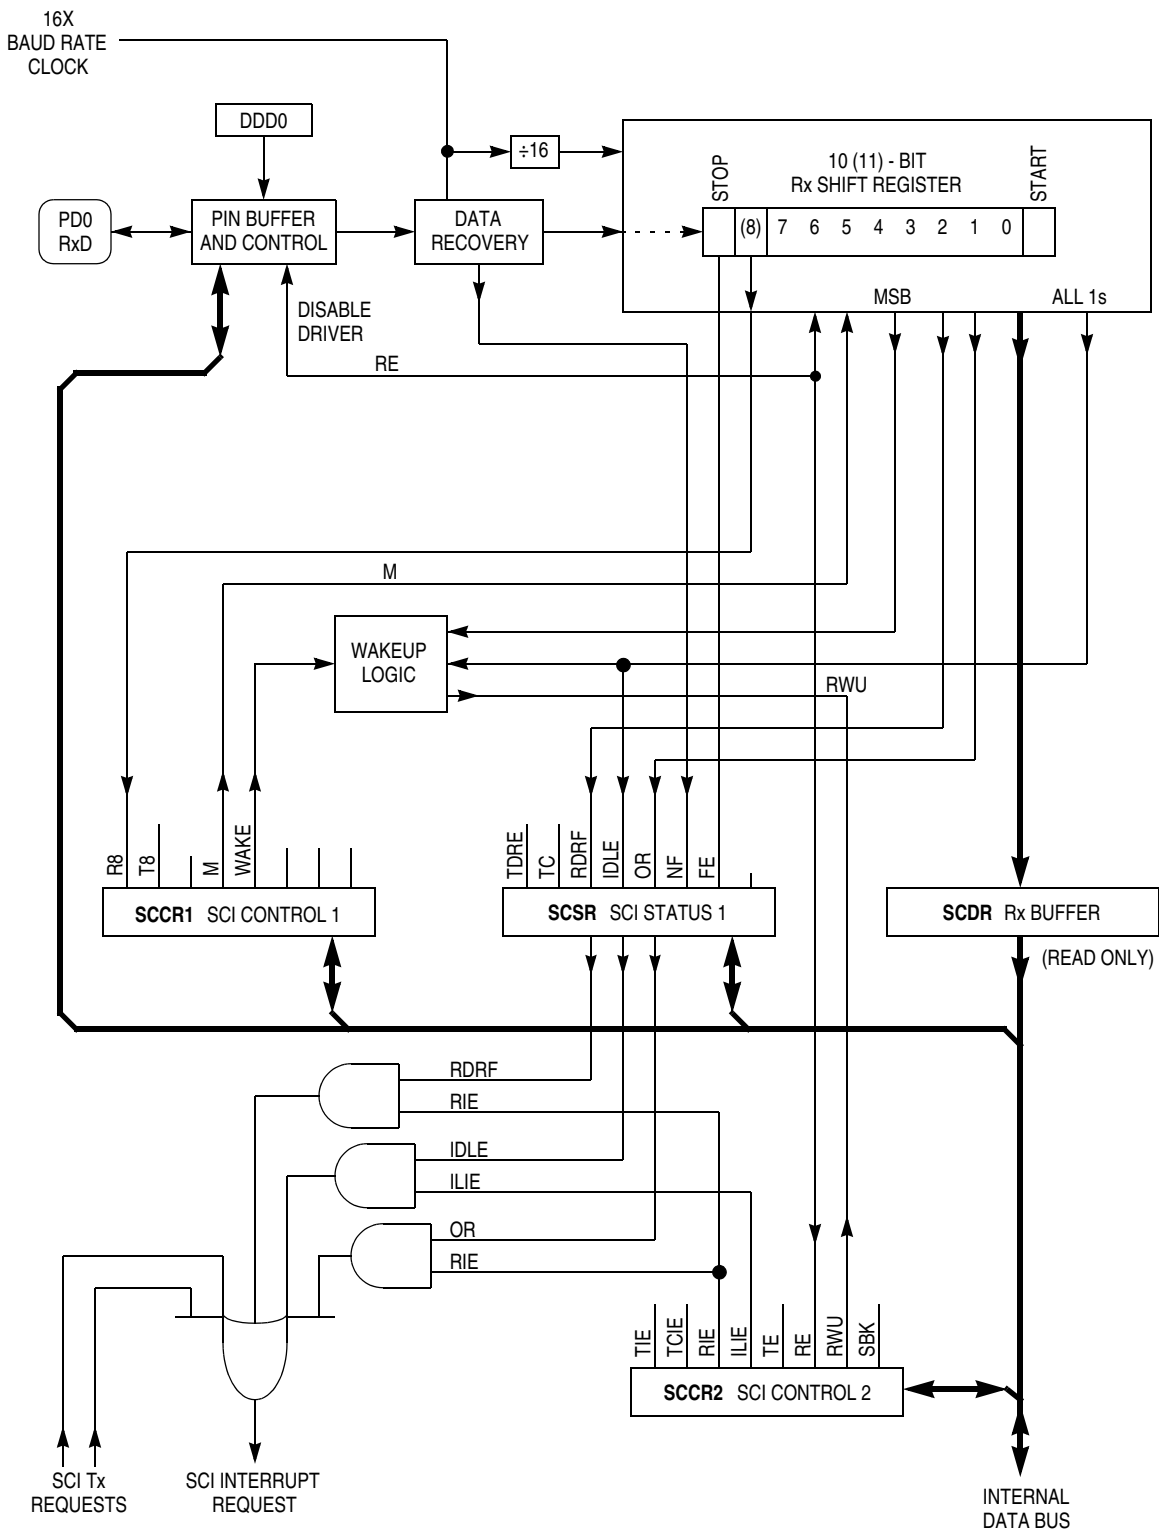 16X
BAUD RATE
CLOCK
DDD0
÷16
10 (11) - BIT
Rx SHIFT REGISTER
STOP
START
PD0
RxD
PIN BUFFER
AND CONTROL
DATA
RECOVERY
(8) 7 6 5 4 3 2 1 0
MSB
ALL 1s
DISABLE
DRIVER
RE
M
WAKEUP
LOGIC
RWU
R8
T8
M
WAKE
TDRE
TC
RDRF
IDLE
OR
NF
FE
SCCR1 SCI CONTROL 1
SCSR SCI STATUS 1
SCDR Rx BUFFER
(READ ONLY)
RDRF
RIE
IDLE
ILIE
OR
RIE
TIE
TCIE
RIE
ILIE
TE
RE
RWU
SBK
SCCR2 SCI CONTROL 2
SCI Tx
REQUESTS
SCI INTERRUPT
REQUEST
INTERNAL
DATA BUS